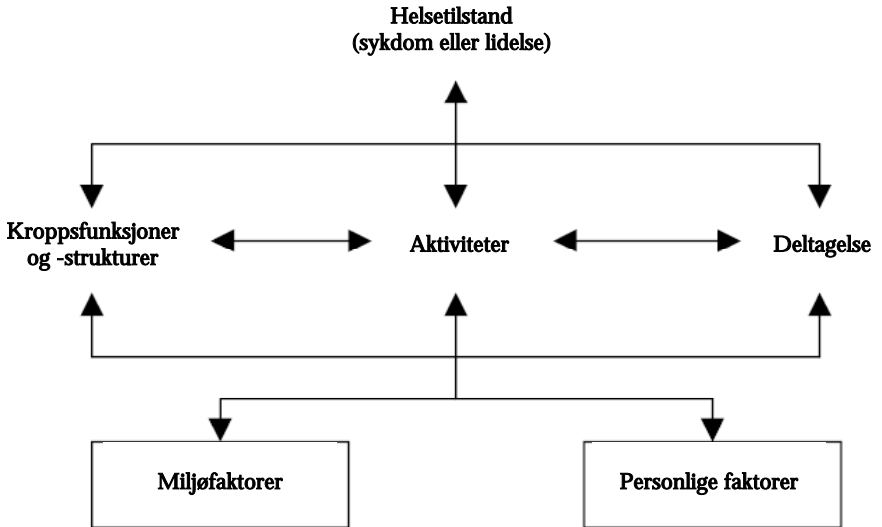 Helsetilstand
(sykdom eller lidelse)
Kroppsfunksjoner
og -strukturer
Aktiviteter
Deltagelse
Miljøfaktorer
Personlige faktorer